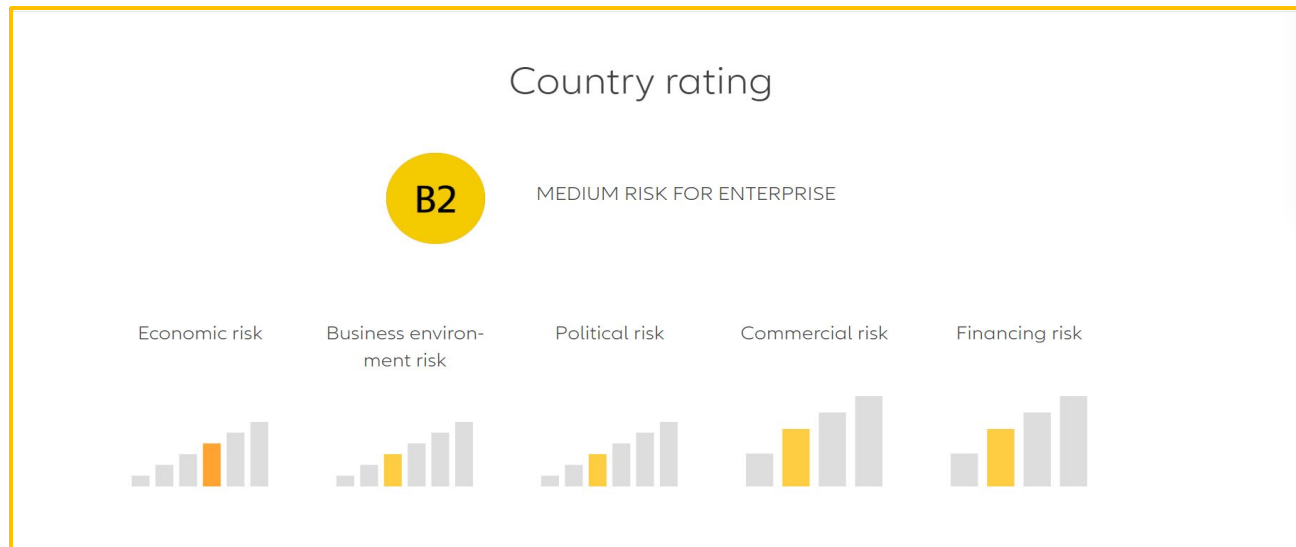 Country rating
B2
MEDIUM RISK FOR ENTERPRISE
Economic risk
Business environ-
ment risk
Political risk
Commercial risk
Financing risk